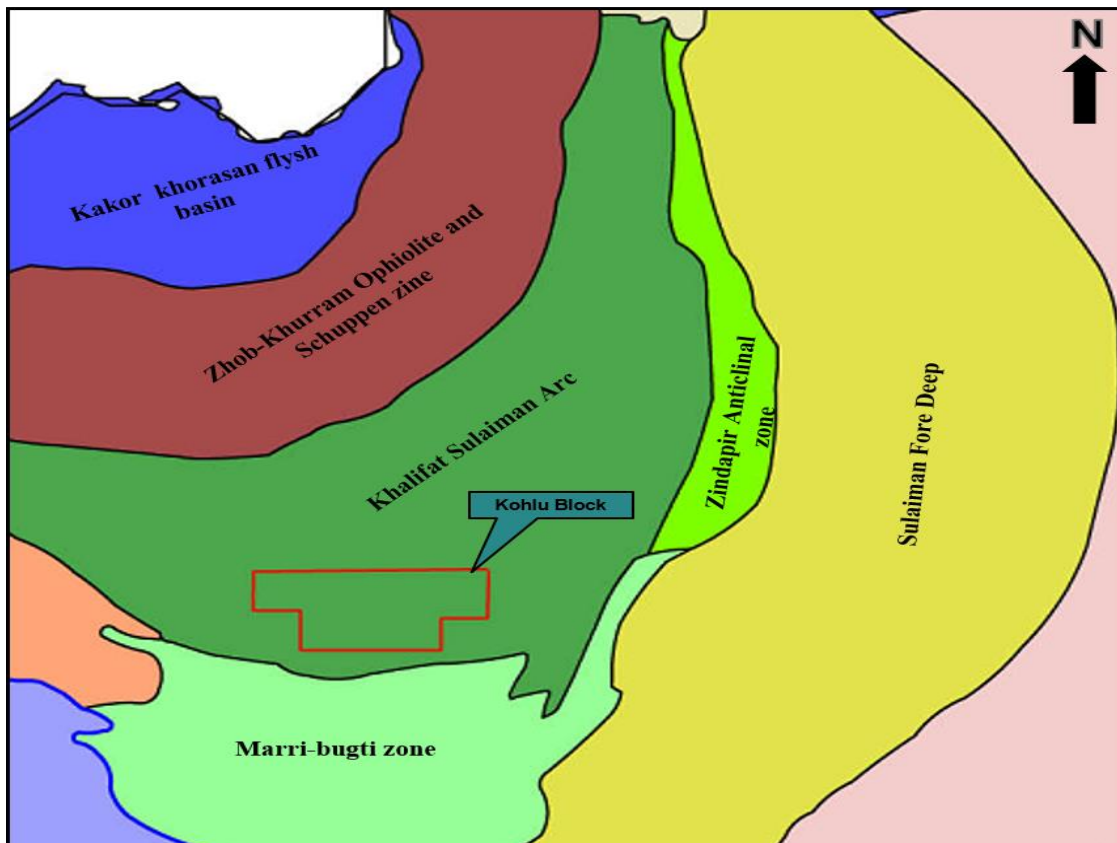 N
Kakor khorasan flysh
basin
Zhob-Khurram Ophiolite and
Schuppen zine
Khalifat Sulaiman Arc
Kohlu Block
Zindapir Anticlinal
zone
Sulaiman Fore Deep
Marri-bugti zone